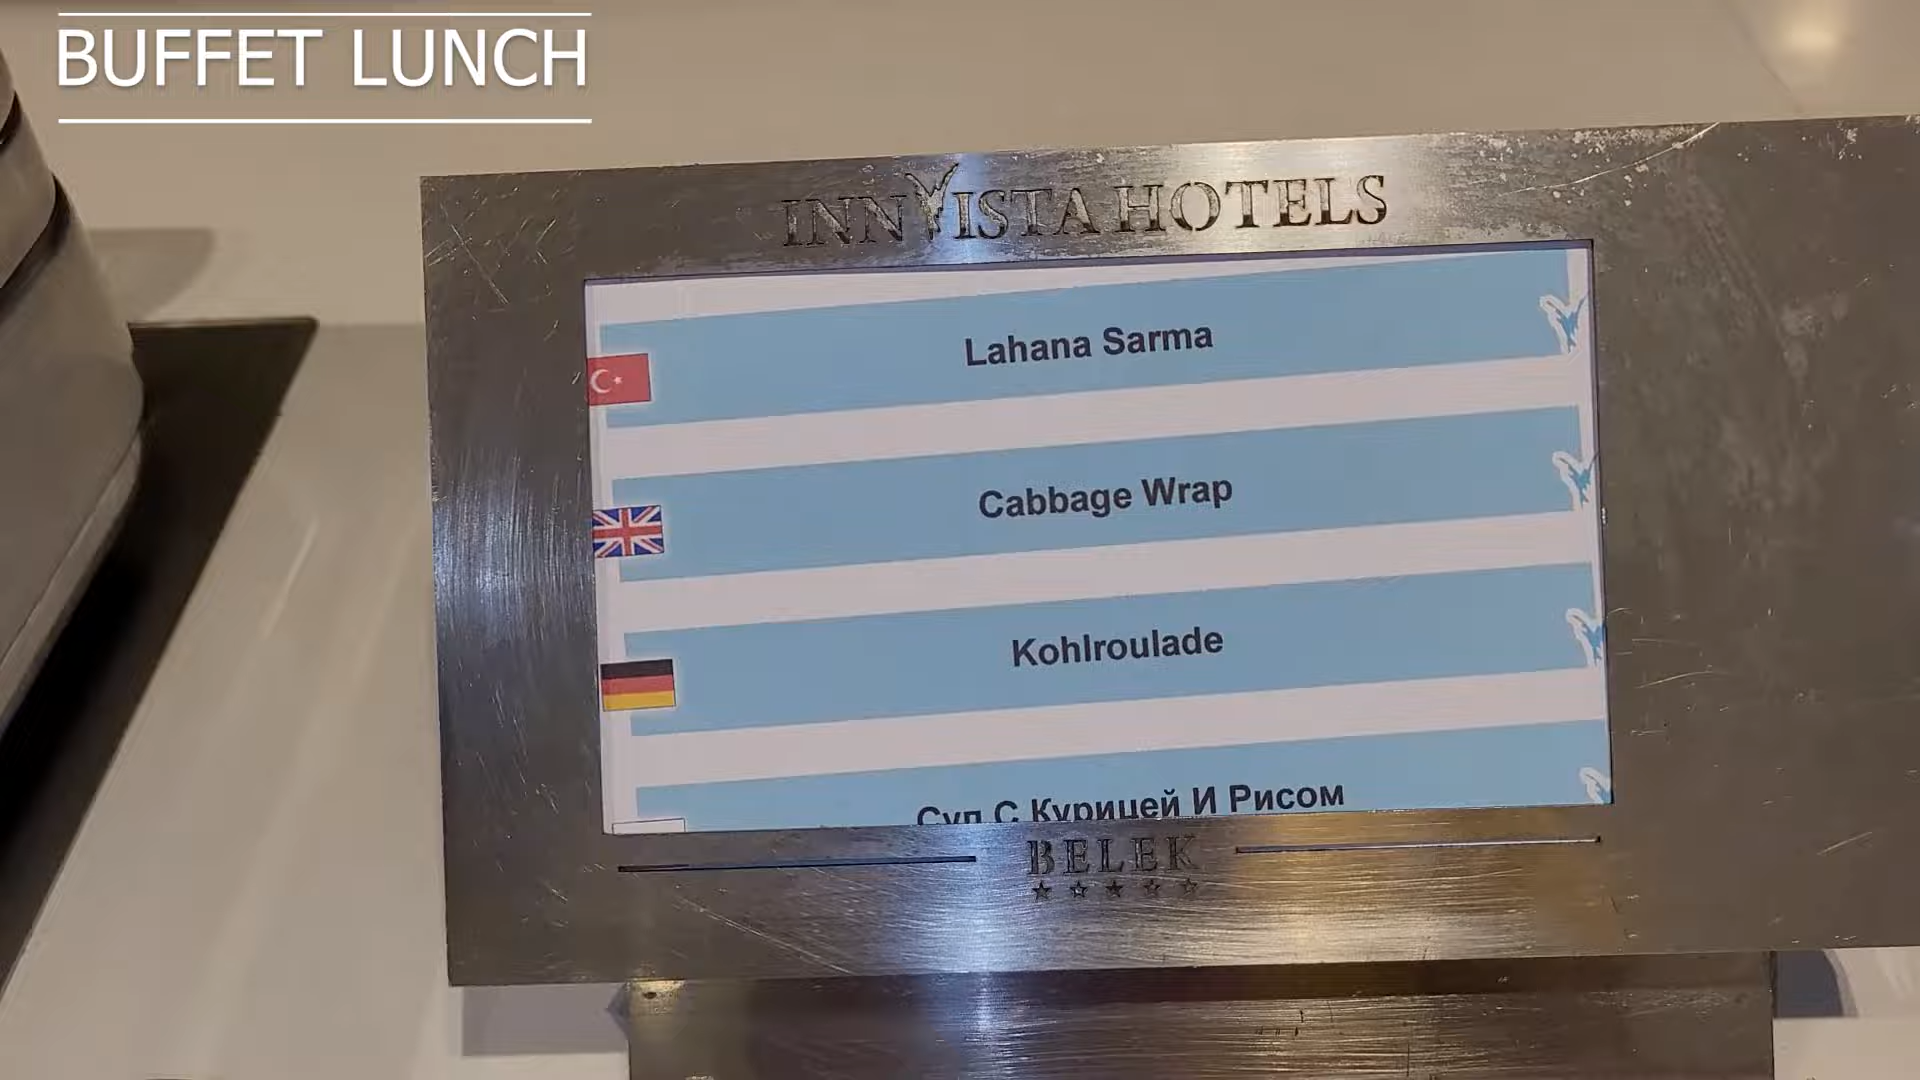 BUFFET LUNCH
INNVISTA HOTELS
Lahana Sarma
Cabbage Wrap
Kohlroulade
Суп С Курицей И Рисом
BELEK